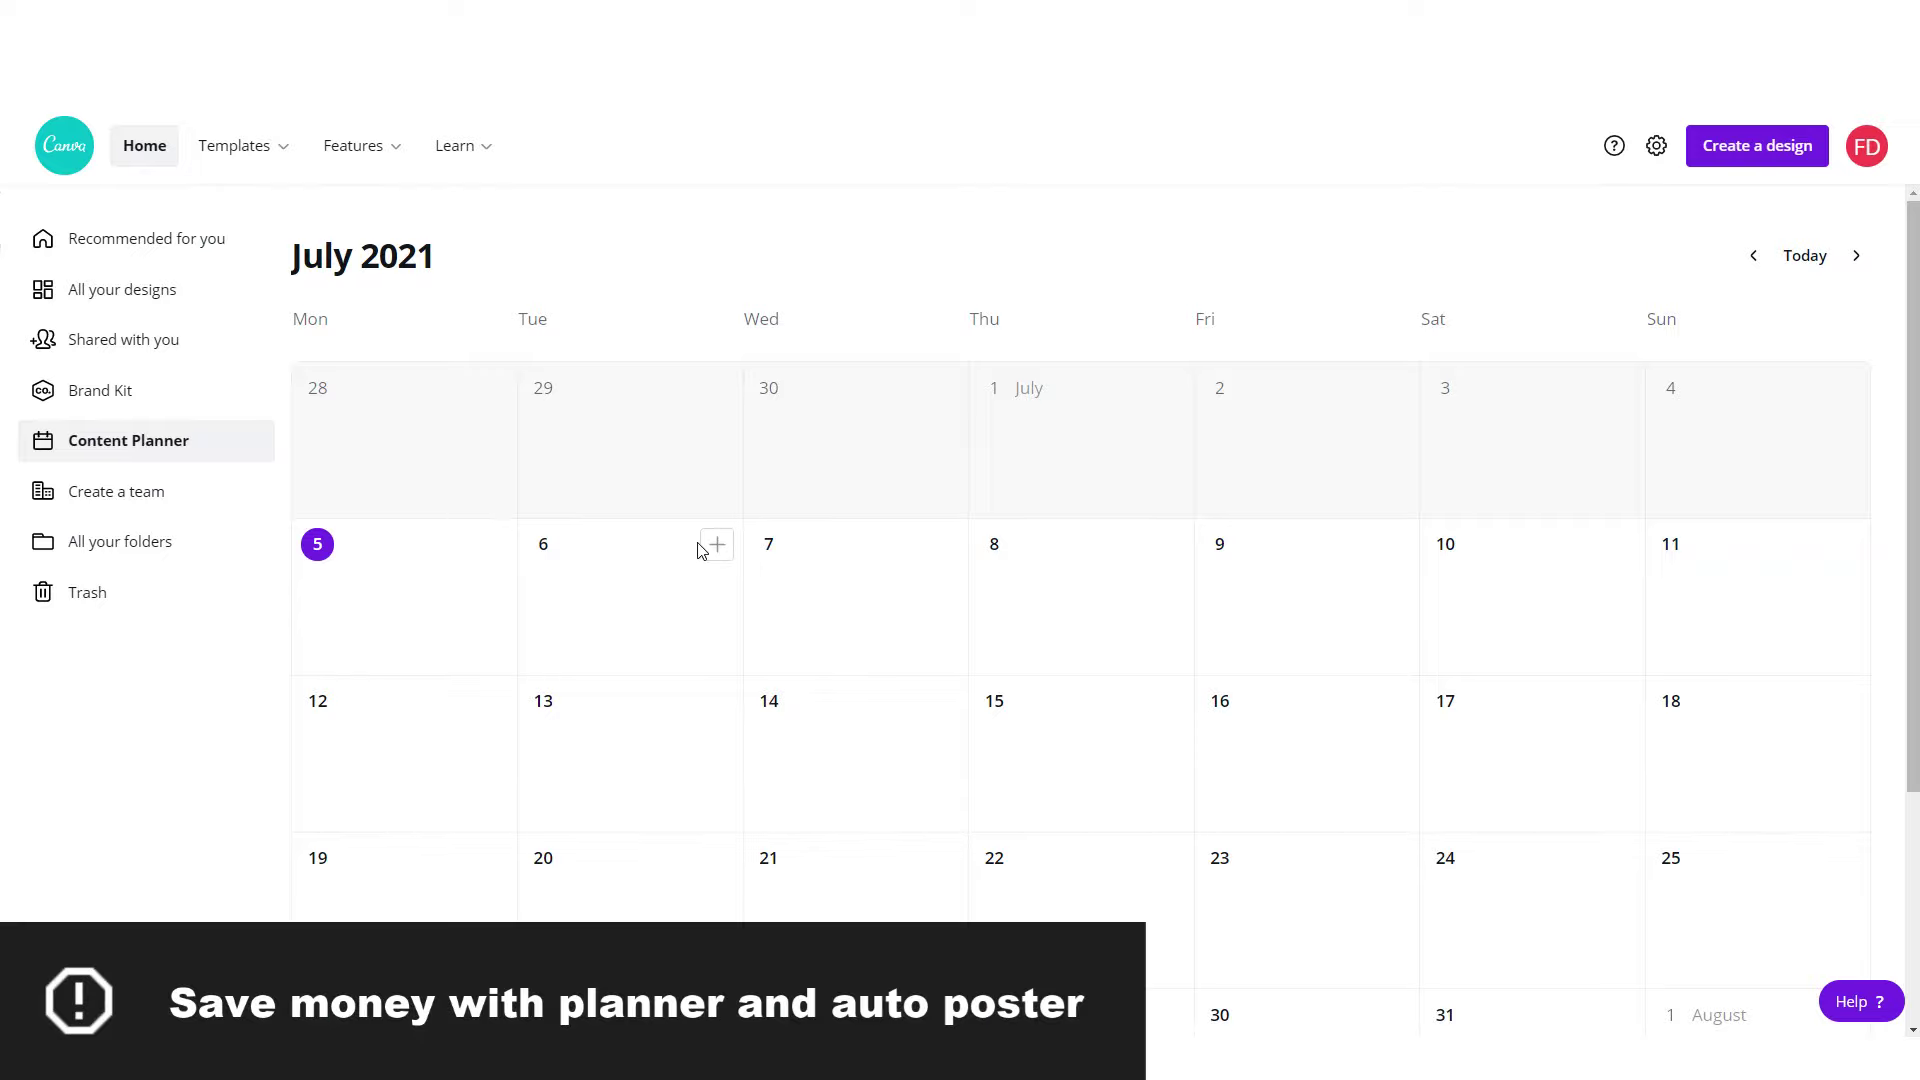 Canva Home Templates Features Learn ? Create a design FD
Recommended for you
All your designs
Shared with you
CO. Brand Kit
Content Planner
Create a team
All your folders
Trash
July 2021 Today
Mon Tue Wed Thu Fri Sat Sun
28 29 30 1 July 2 3 4
5 6 7 8 9 10 11
12 13 14 15 16 17 18
19 20 21 22 23 24 25
30 31 1 August
Help ?
! Save money with planner and auto poster